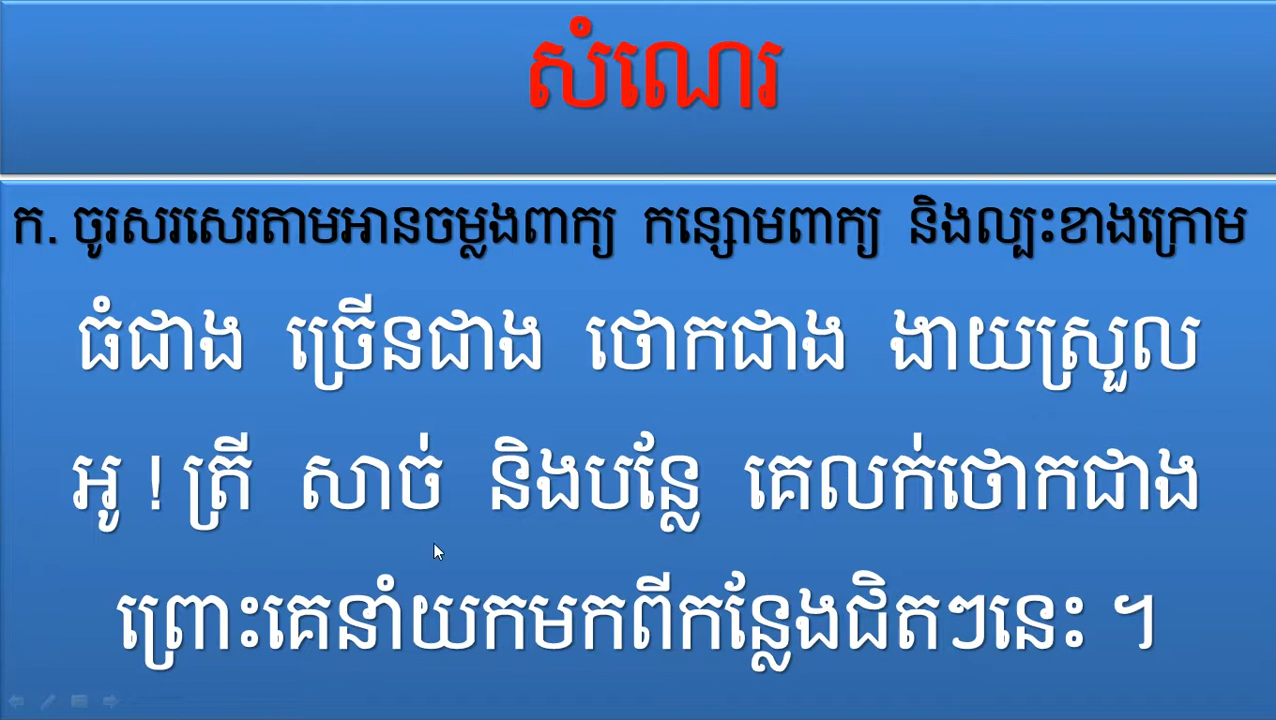 សំណេរ
ក. ចូរសរសេរតាមអានចម្លងពាក្យ កន្សោមពាក្យ និងល្បះខាងក្រោម
ធំជាង ច្រើនជាង ថោកជាង ងាយស្រួល
អូ ! ត្រី សាច់ និងបន្លែ គេលក់ថោកជាង
ព្រោះគេនាំយកមកពីកន្លែងជិតៗនេះ ។